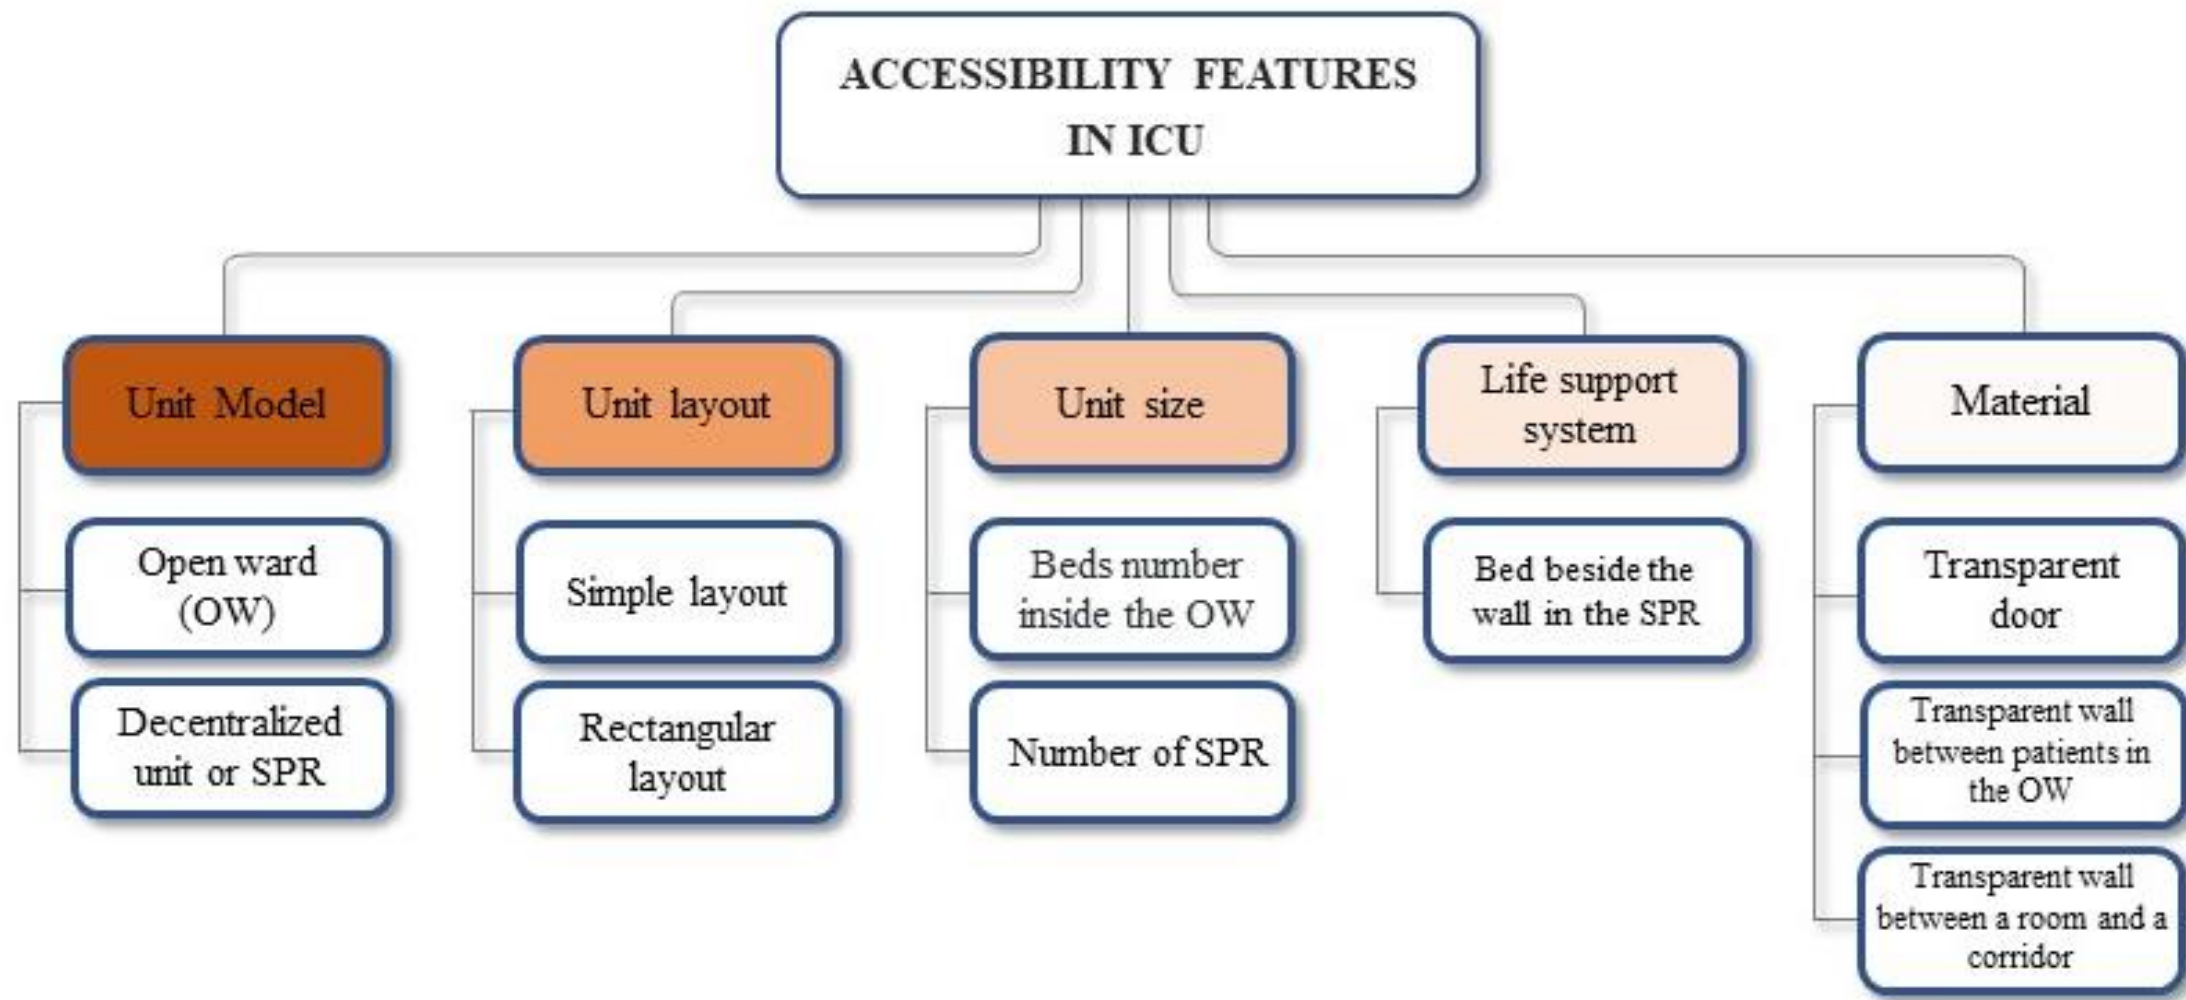 ACCESSIBILITY FEATURES
IN ICU
Unit Model
Open ward
(OW)
Decentralized
unit or SPR
Unit layout
Simple layout
Rectangular
layout
Unit size
Beds number
inside the OW
Number of SPR
Life support
system
Bed beside the
wall in the SPR
Material
Transparent
door
Transparent wall
between patients in
the OW
Transparent wall
between a room and a
corridor